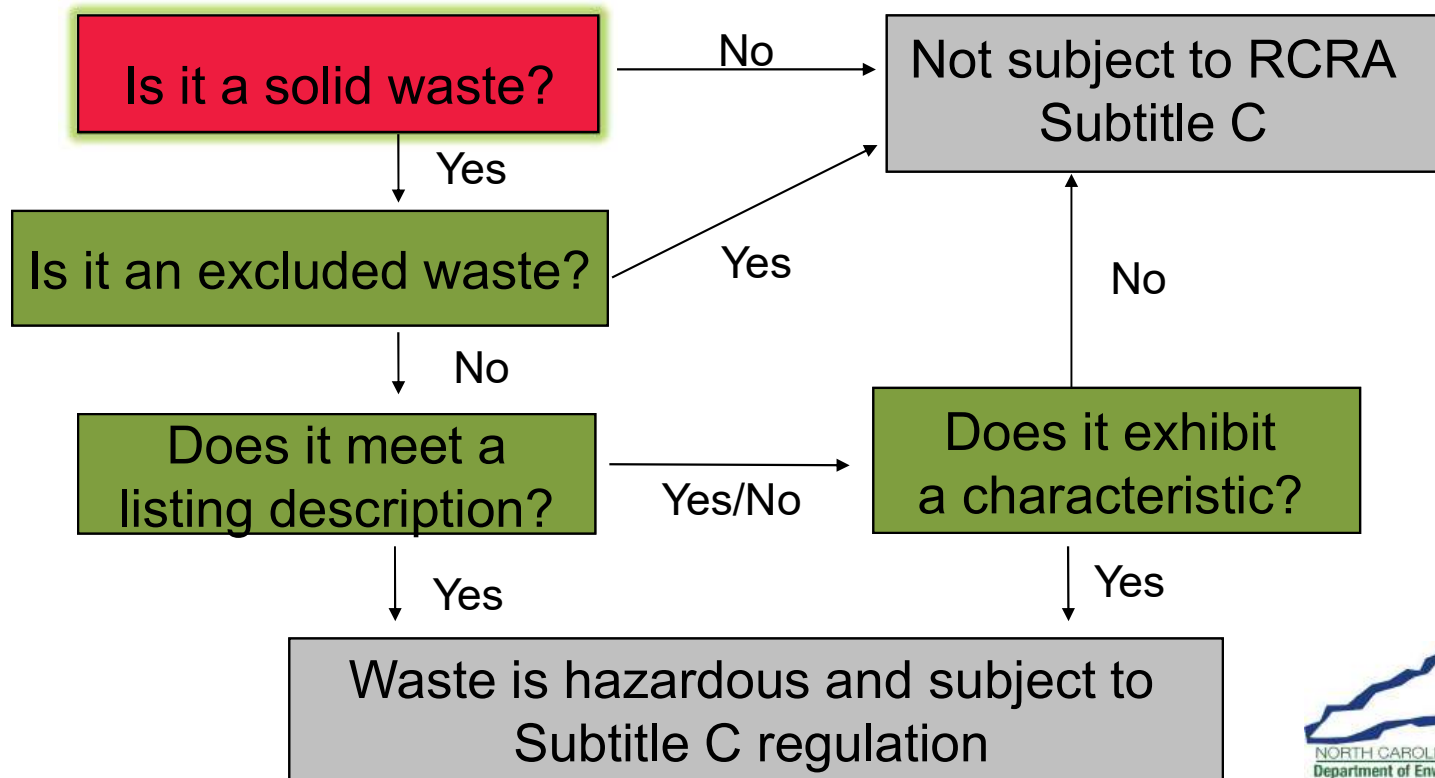 Is it a solid waste?
No
Not subject to RCRA
Subtitle C
Yes
Is it an excluded waste?
Yes
No
No
Does it meet a
listing description?
Yes/No
Does it exhibit
a characteristic?
Yes
Yes
Waste is hazardous and subject to
Subtitle C regulation
NORTH
Department of